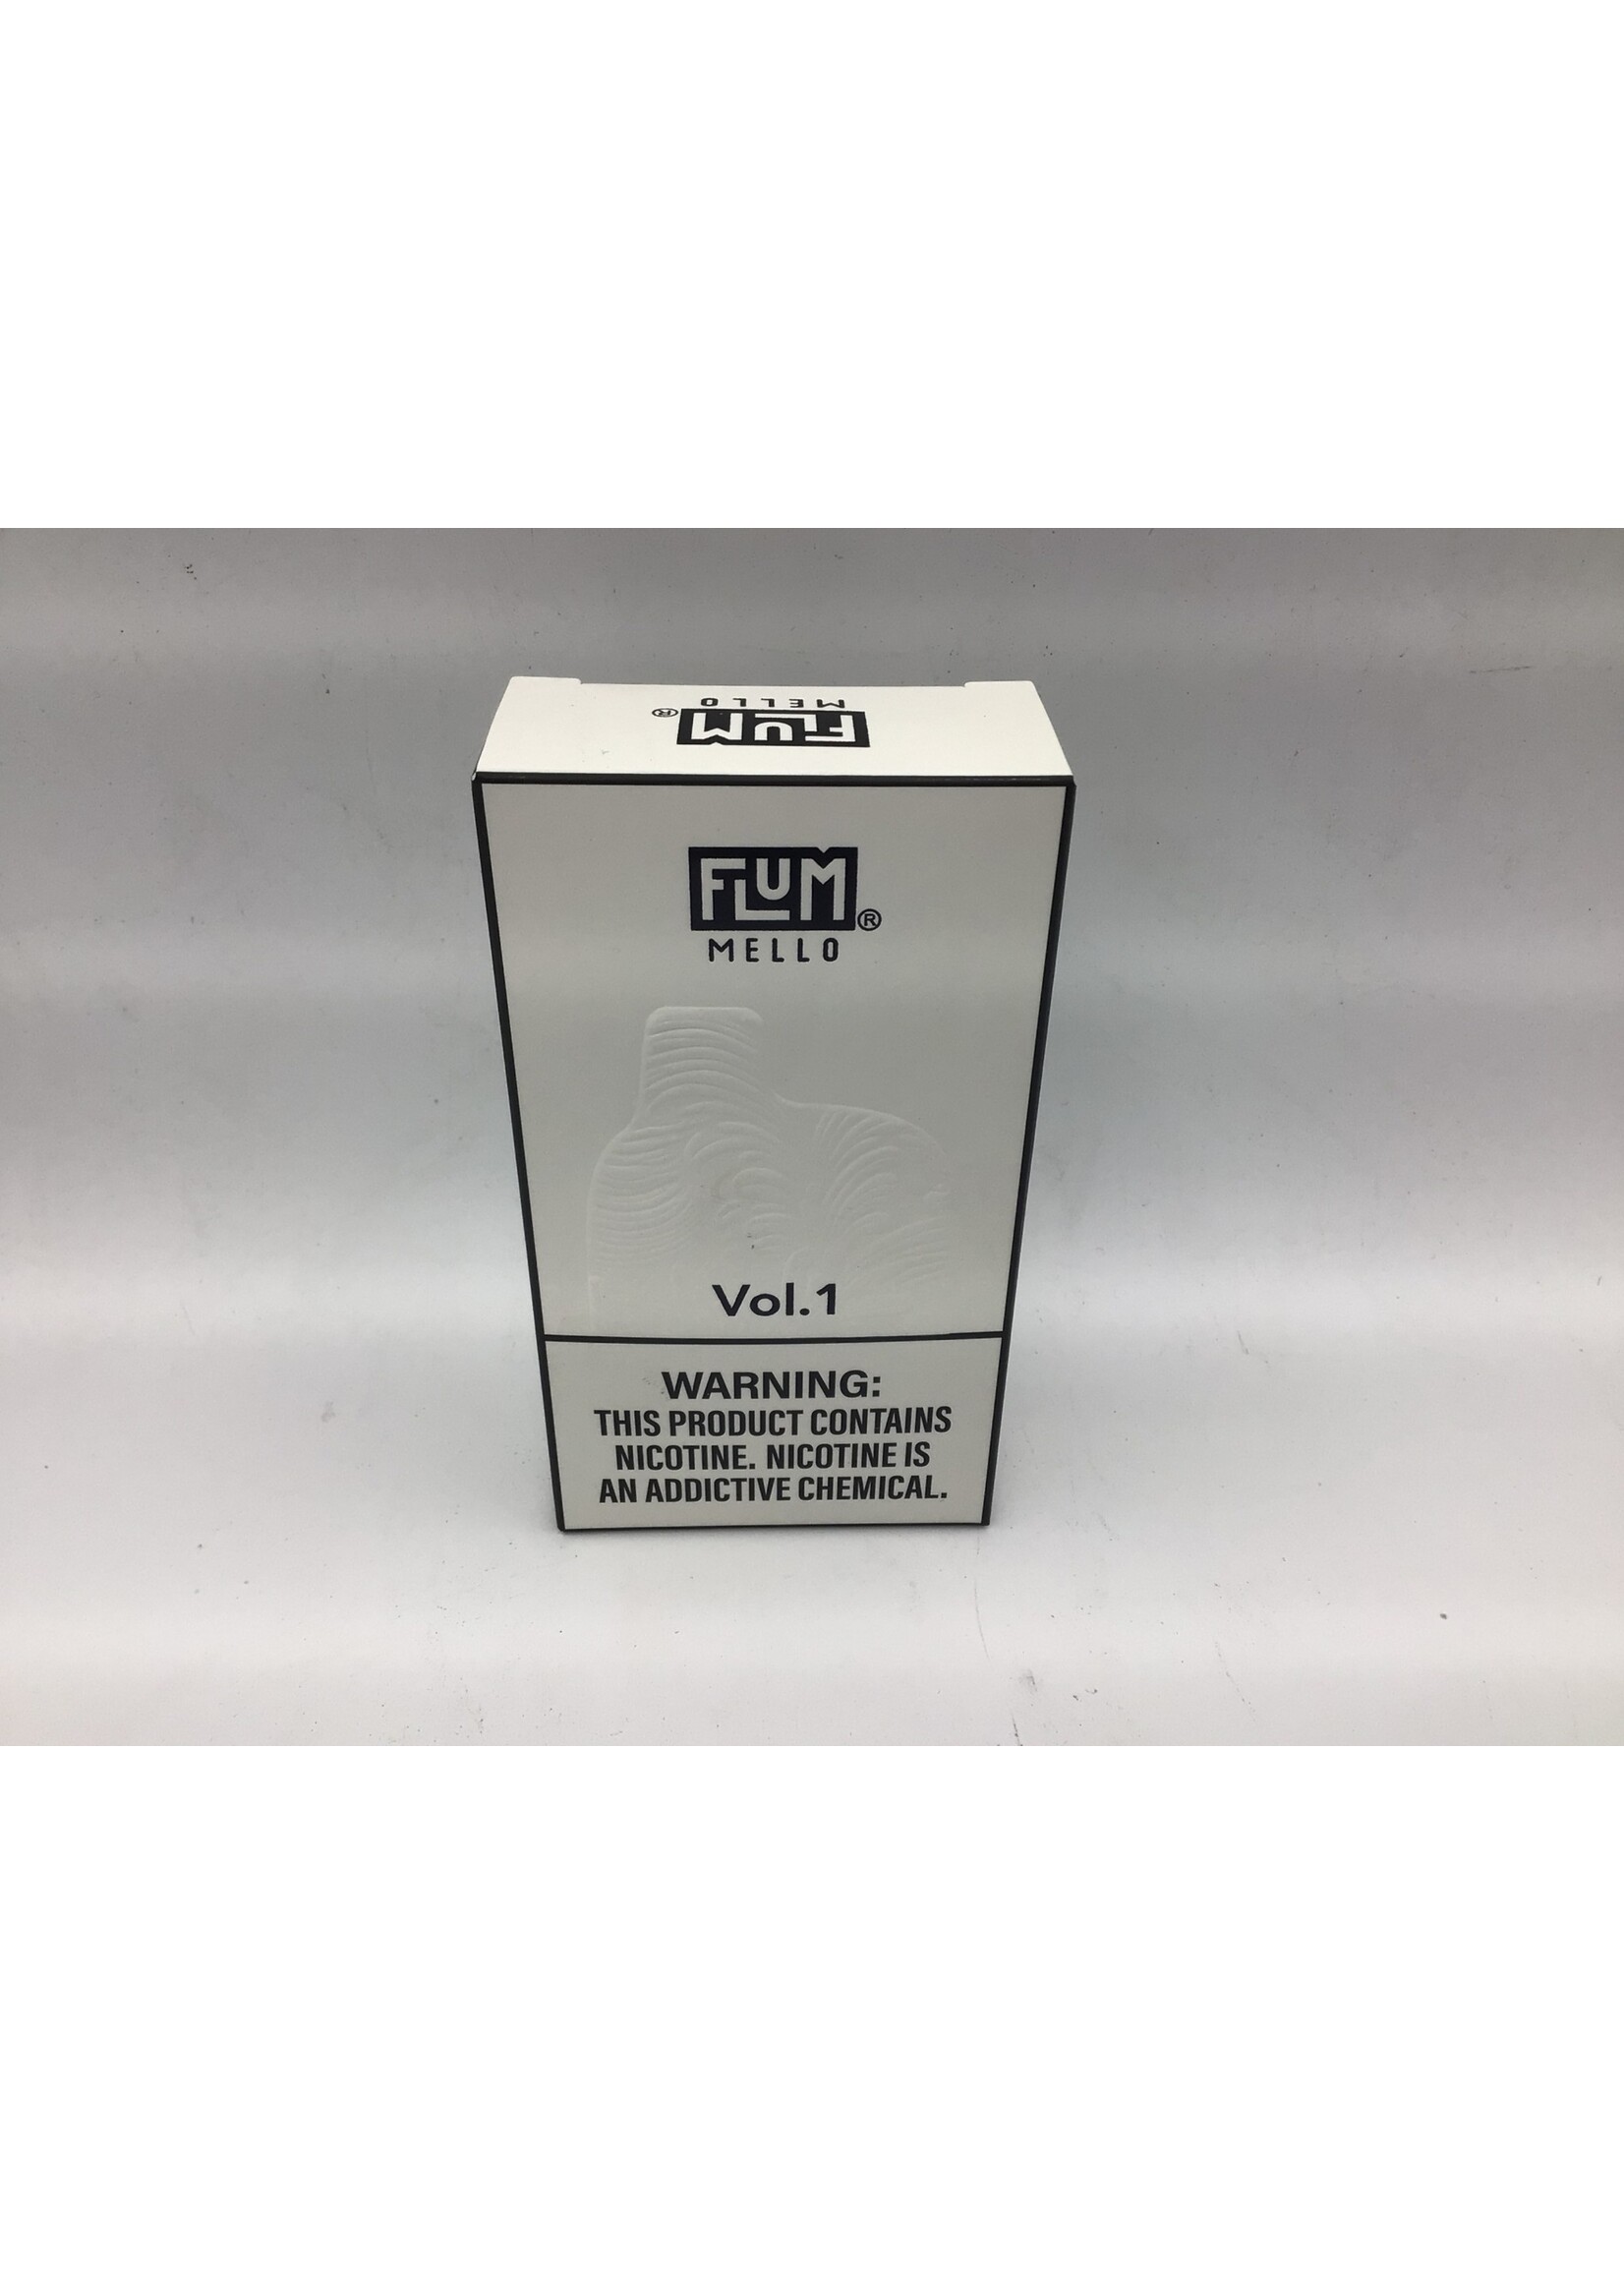 MELLO
FLUM®
FLUM®
MELLO
Vol.1
WARNING:
THIS PRODUCT CONTAINS
NICOTINE. NICOTINE IS
AN ADDICTIVE CHEMICAL.